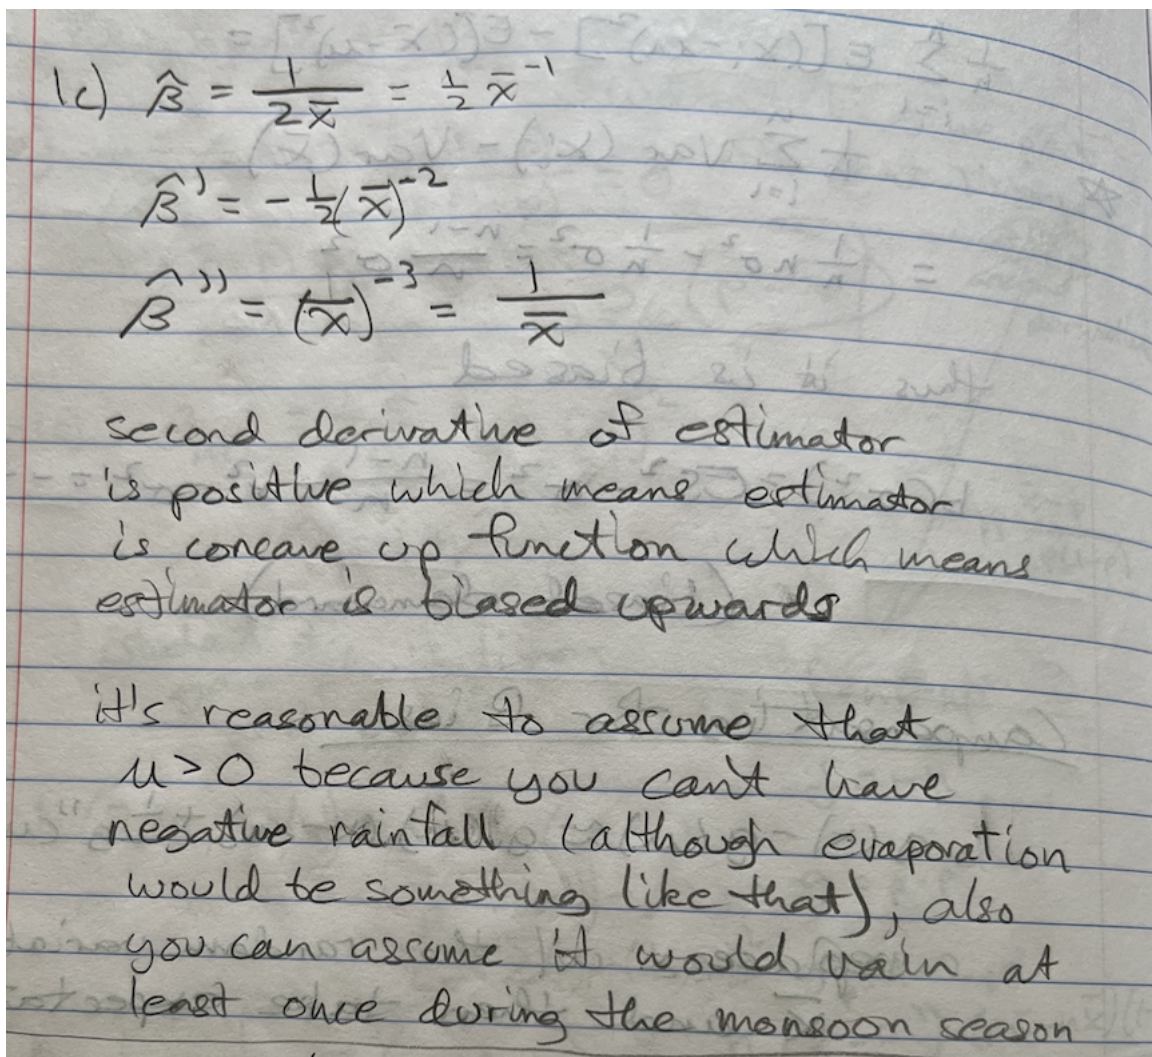 1c) β̂ = 1/(2x̄) = ½ x̄⁻¹
β̂' = -½(x̄)⁻²
β̂'' = (x̄)⁻³ = 1/x̄
second derivative of estimator
is positive which means estimator
is concave up function which means
estimator is biased upwards
it's reasonable to assume that
μ > 0 because you can't have
negative rainfall (although evaporation
would be something like that), also
you can assume it would rain at
least once during the monsoon season